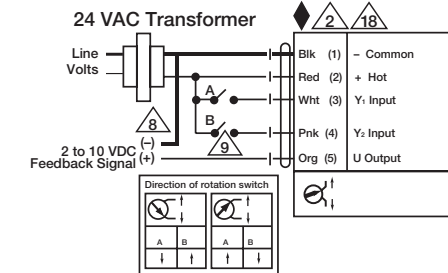 24 VAC Transformer
2
18
Line
Volts
Blk (1) – Common
Red (2) + Hot
A
Wht (3) Y1 Input
B
Pnk (4) Y2 Input
8
9
(–)
2 to 10 VDC
Feedback Signal (+)
Org (5) U Output
Direction of rotation switch
A B A B